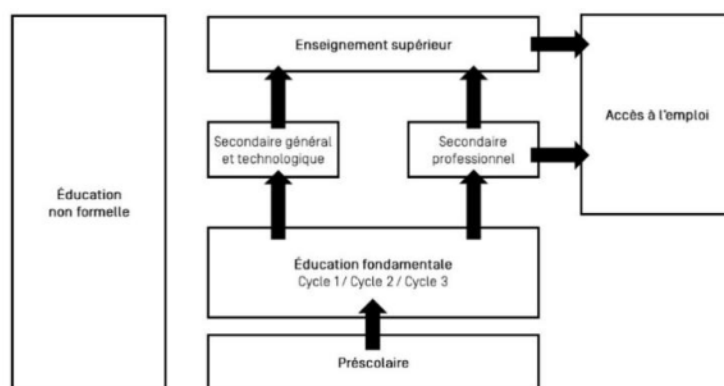 Enseignement supérieur
Accès à l'emploi
Secondaire général
et technologique
Secondaire
professionnel
Éducation
non formelle
Éducation fondamentale
Cycle 1 / Cycle 2 / Cycle 3
Préscolaire